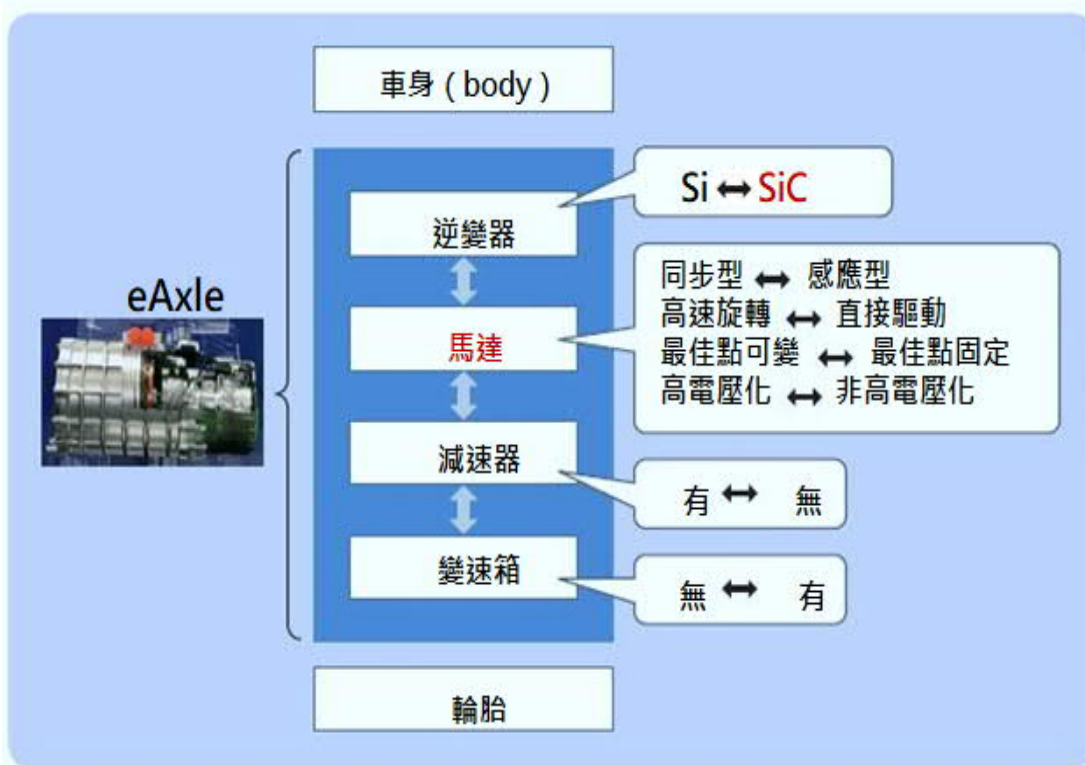 車身 ( body )
eAxle
逆變器
Si ↔ SiC
馬達
同步型 ↔ 感應型
高速旋轉 ↔ 直接驅動
最佳點可變 ↔ 最佳點固定
高電壓化 ↔ 非高電壓化
減速器
有 ↔ 無
變速箱
無 ↔ 有
輪胎